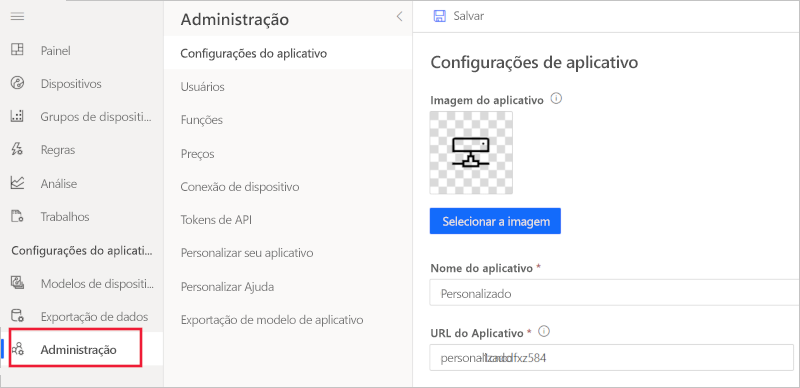 Painel
Dispositivos
Grupos de dispositi...
Regras
Análise
Trabalhos
Configurações do aplicati...
Modelos de dispositi...
Exportação de dados
Administração
Administração
Configurações do aplicativo
Usuários
Funções
Preços
Conexão de dispositivo
Tokens de API
Personalizar seu aplicativo
Personalizar Ajuda
Exportação de modelo de aplicativo
Salvar
Configurações de aplicativo
Imagem do aplicativo
Selecionar a imagem
Nome do aplicativo *
Personalizado
URL do Aplicativo *